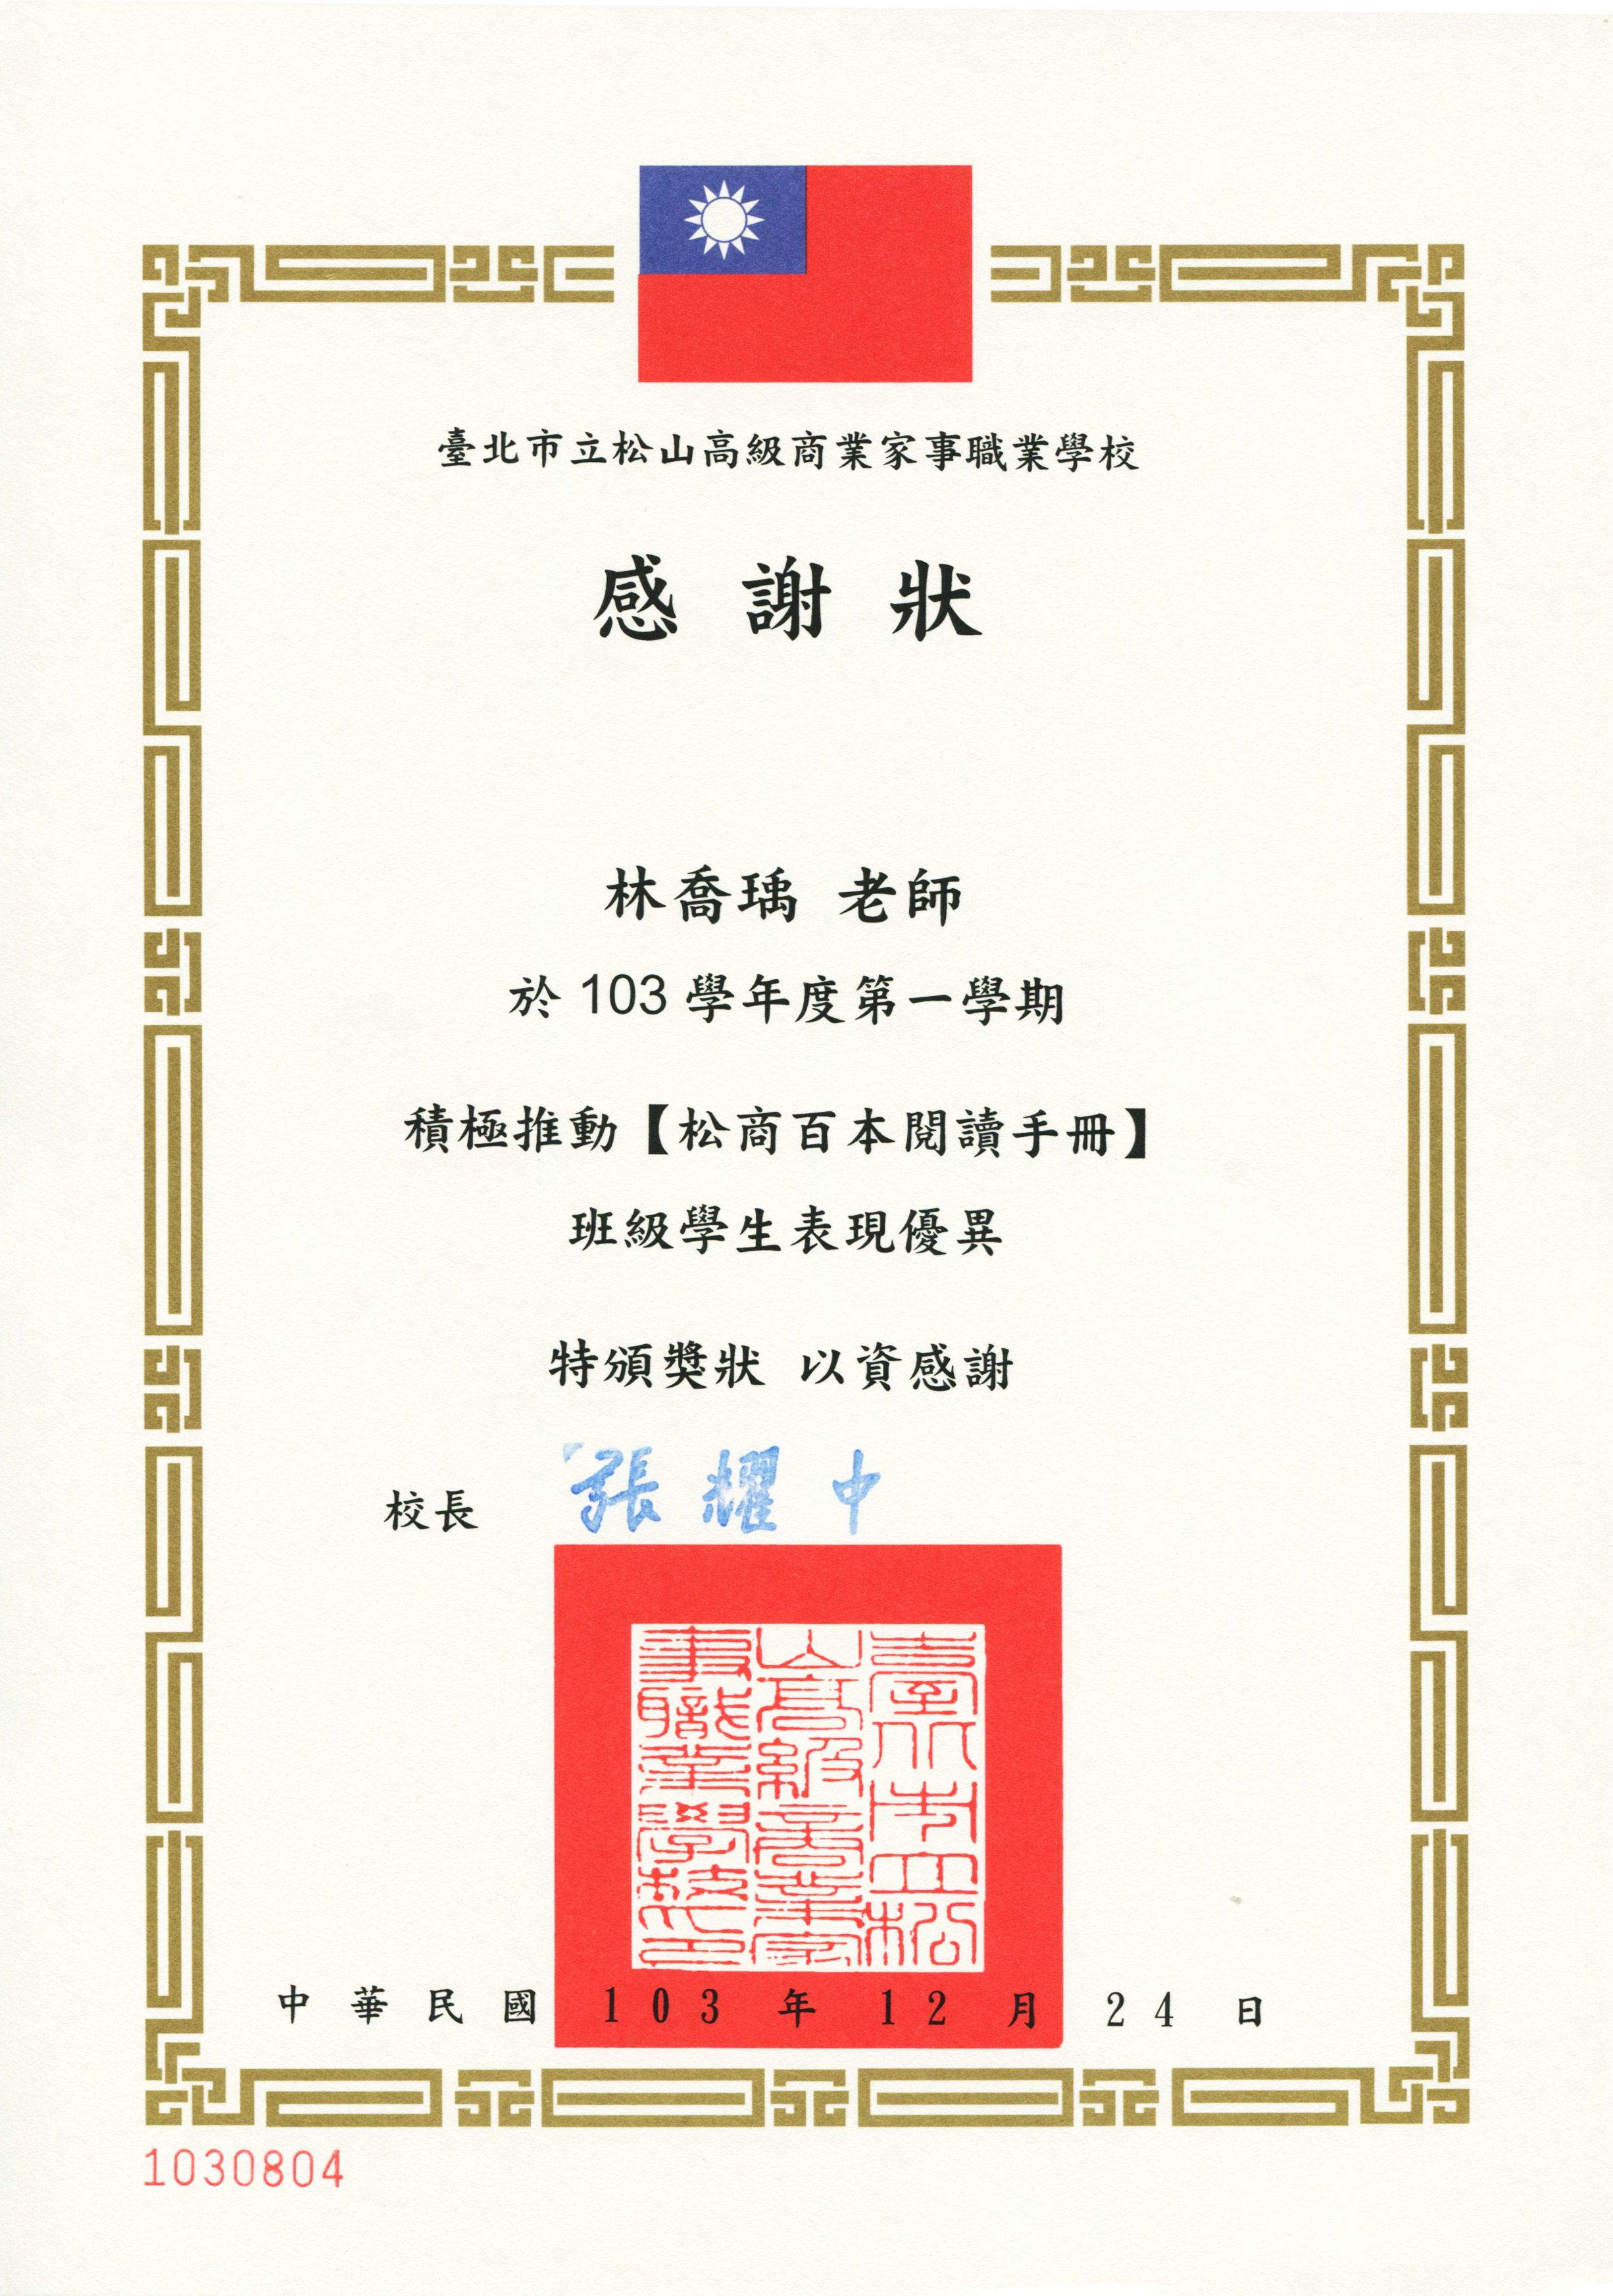 臺北市立松山高級商業家事職業學校
感謝狀
林喬瑀 老師
於 103 學年度第一學期
積極推動【松商百本閱讀手冊】
班級學生表現優異
特頒獎狀 以資感謝
校長 張耀中
臺北市立松山高級商業家事職業學校印
中華民國 103 年 12 月 24 日
1030804